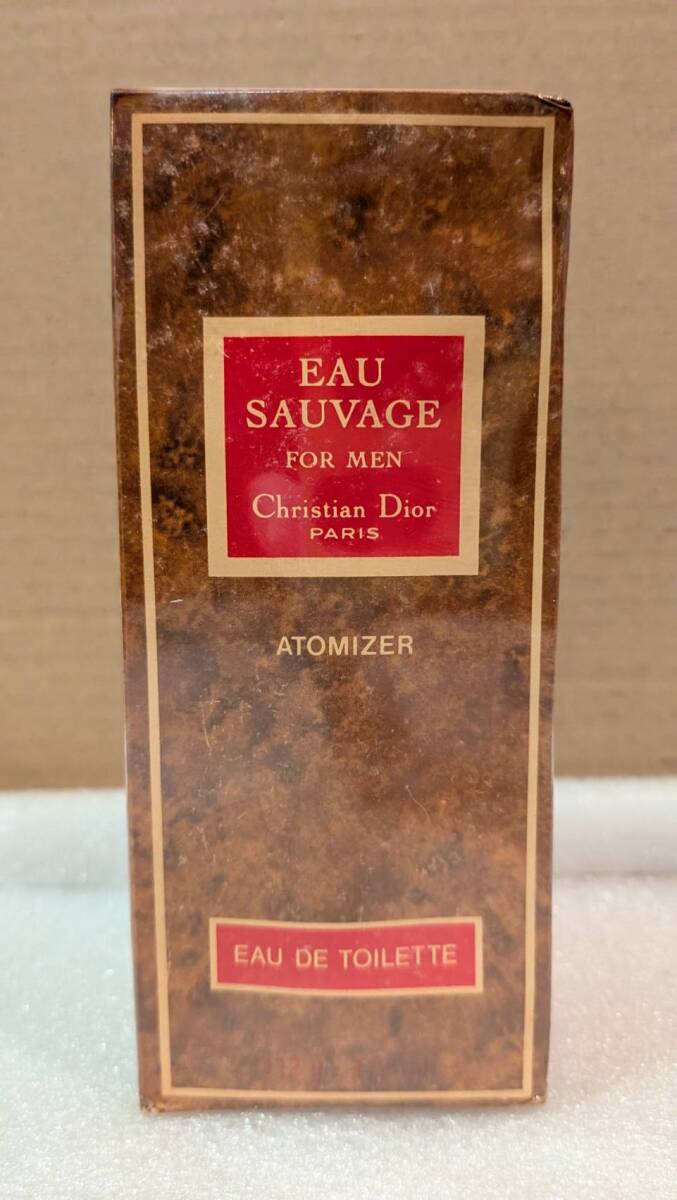 EAU
SAUVAGE
FOR MEN
Christian Dior
PARIS
ATOMIZER
EAU DE TOILETTE